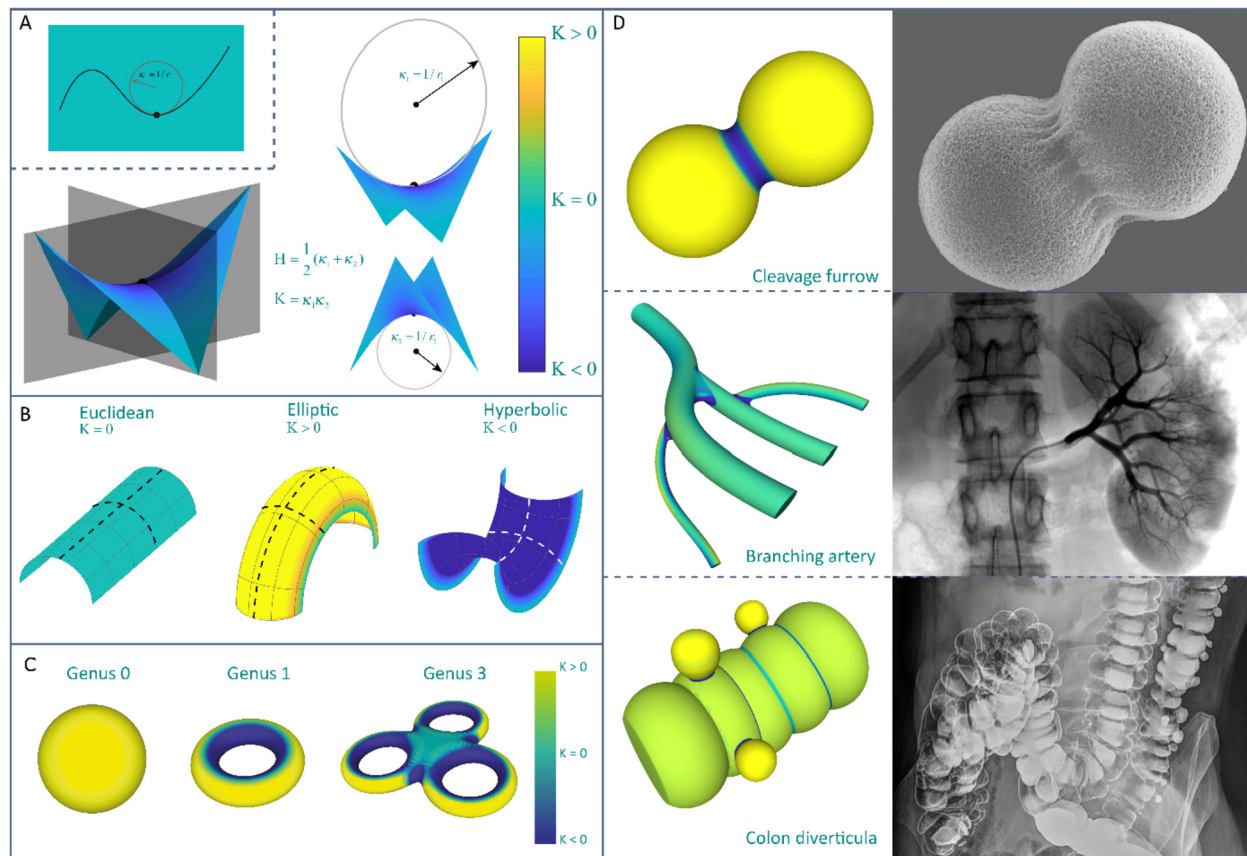 A
κ = 1/r
κ₁ = 1/r₁
K > 0
K = 0
K < 0
H = 1/2 (κ₁ + κ₂)
K = κ₁κ₂
κ₂ = 1/r₂
B
Euclidean
K = 0
Elliptic
K > 0
Hyperbolic
K < 0
C
Genus 0
Genus 1
Genus 3
K > 0
K = 0
K < 0
D
Cleavage furrow
Branching artery
Colon diverticula